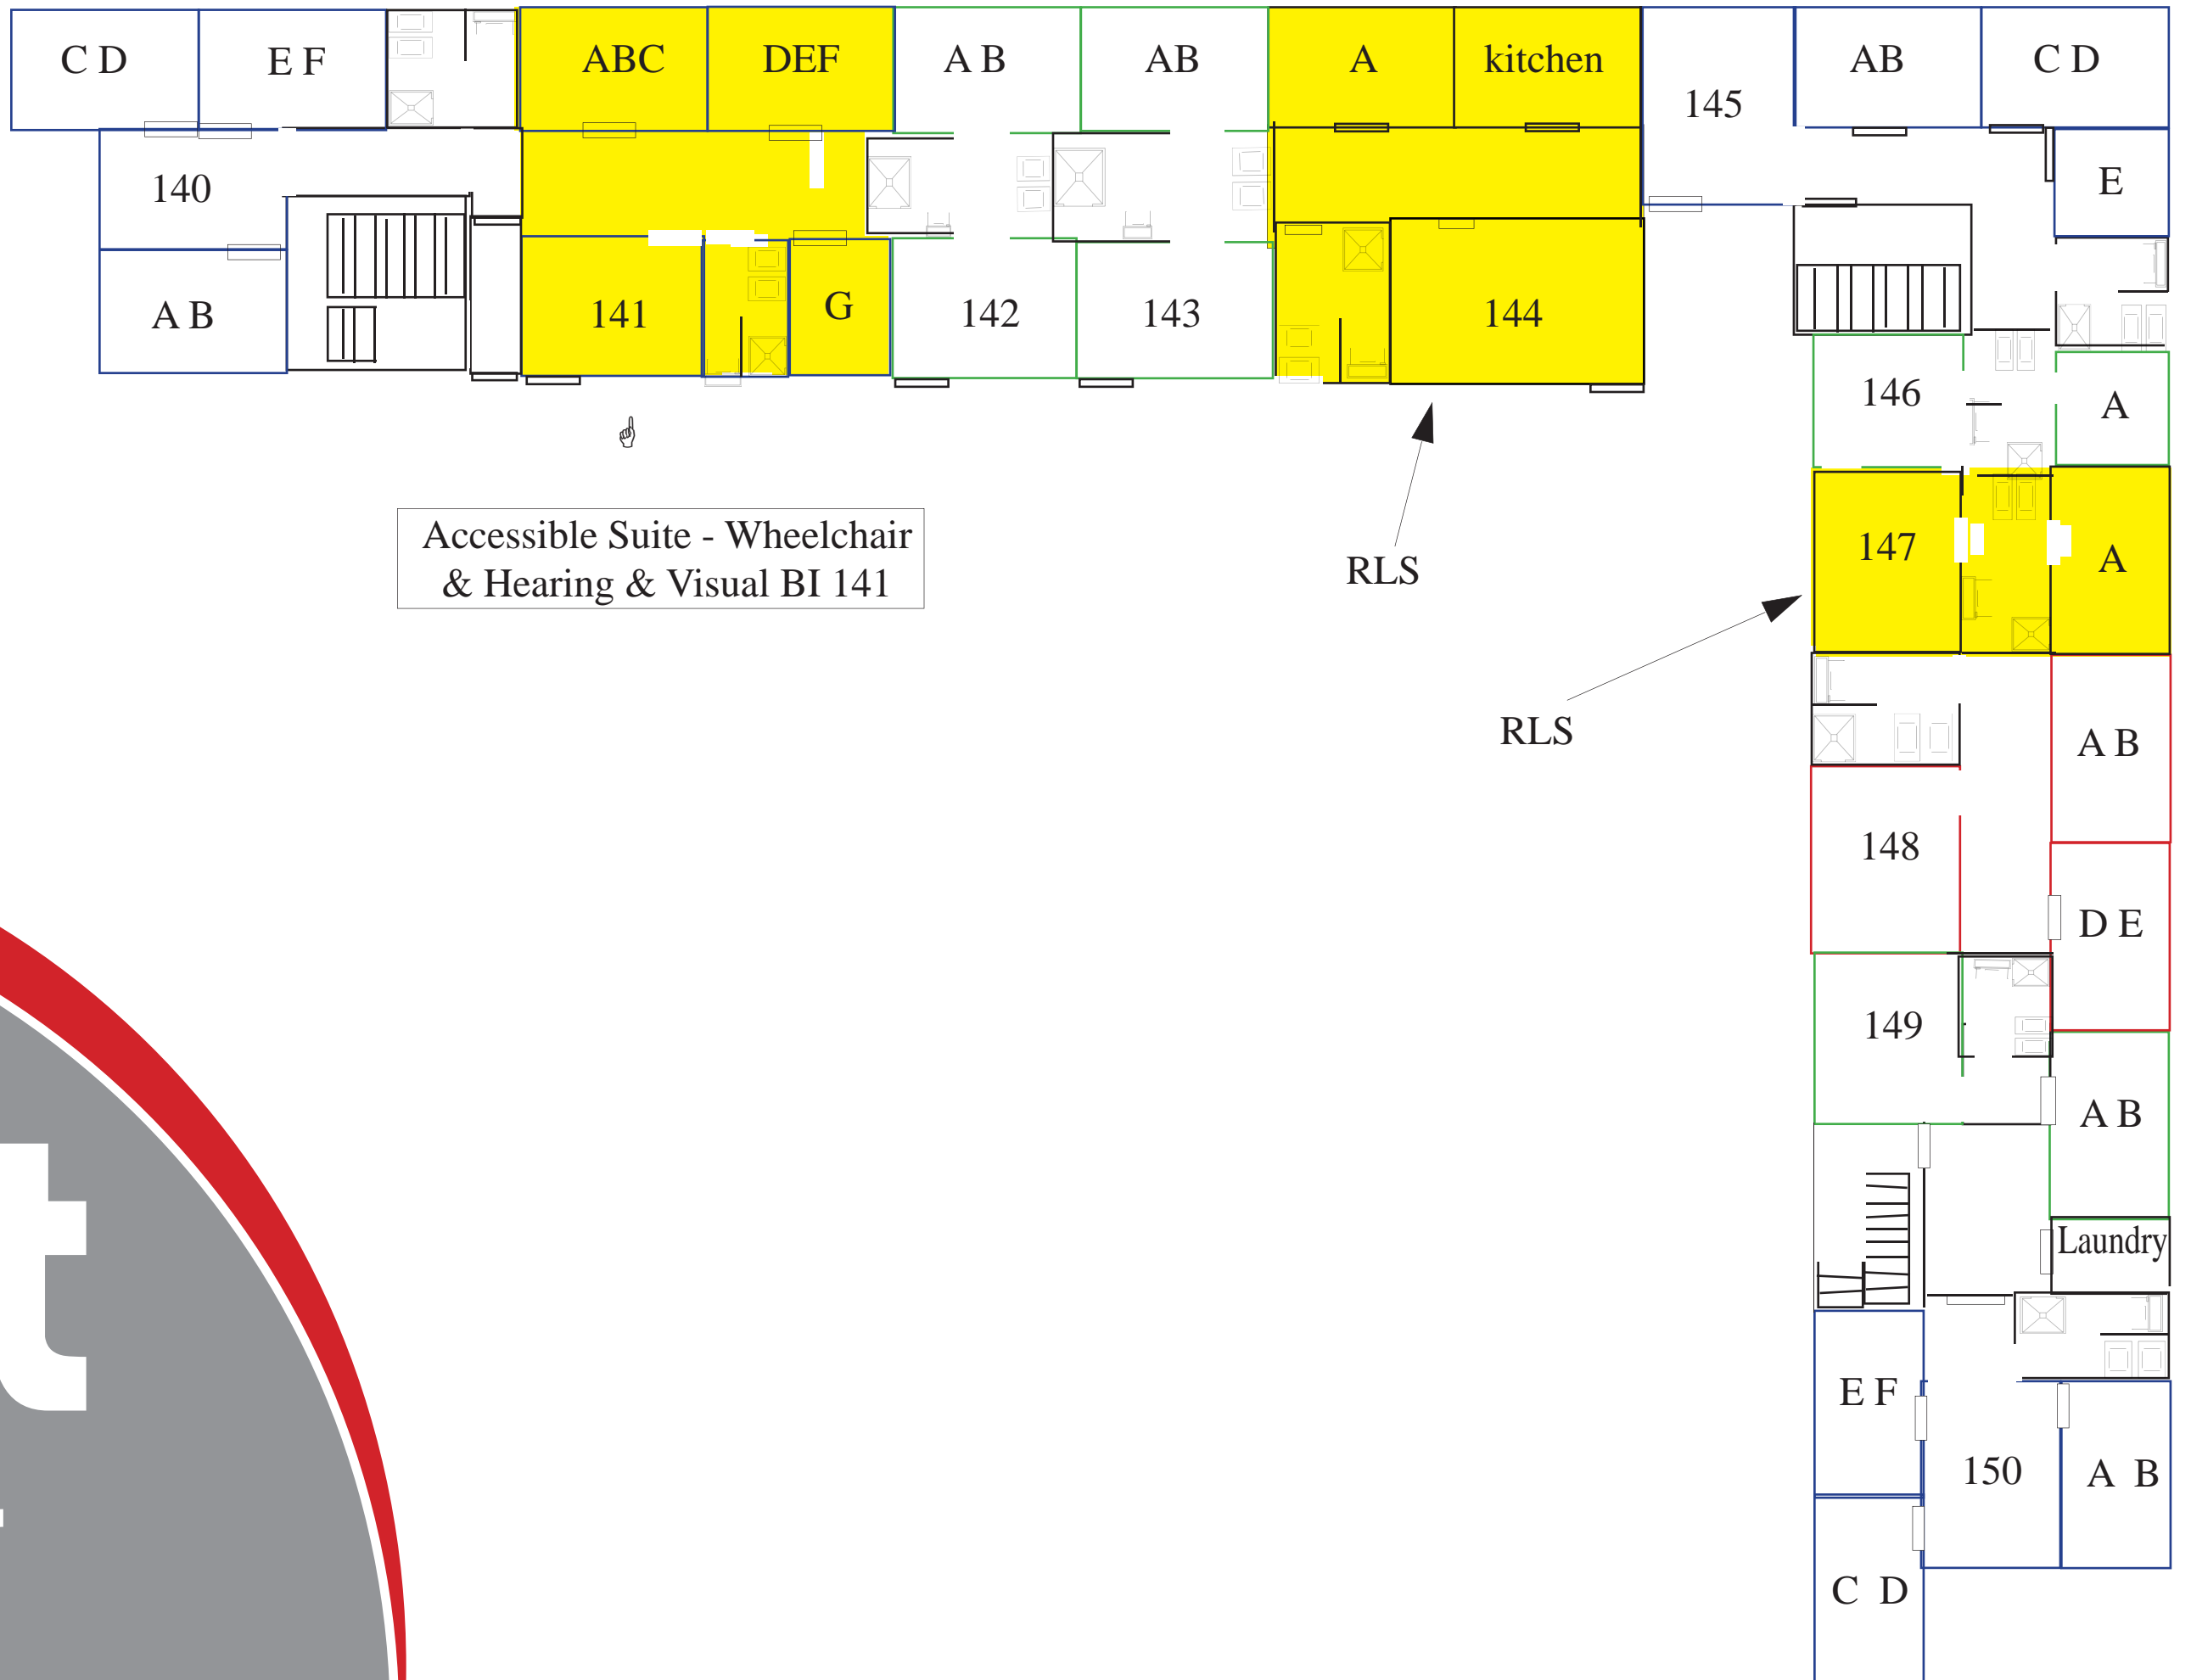 C D
E F
ABC
DEF
A B
AB
A
kitchen
145
AB
C D
140
E
A B
141
G
142
143
144
146
A
147
A
Accessible Suite - Wheelchair
& Hearing & Visual BI 141
RLS
RLS
A B
148
D E
149
A B
Laundry
E F
150
A B
C D
t